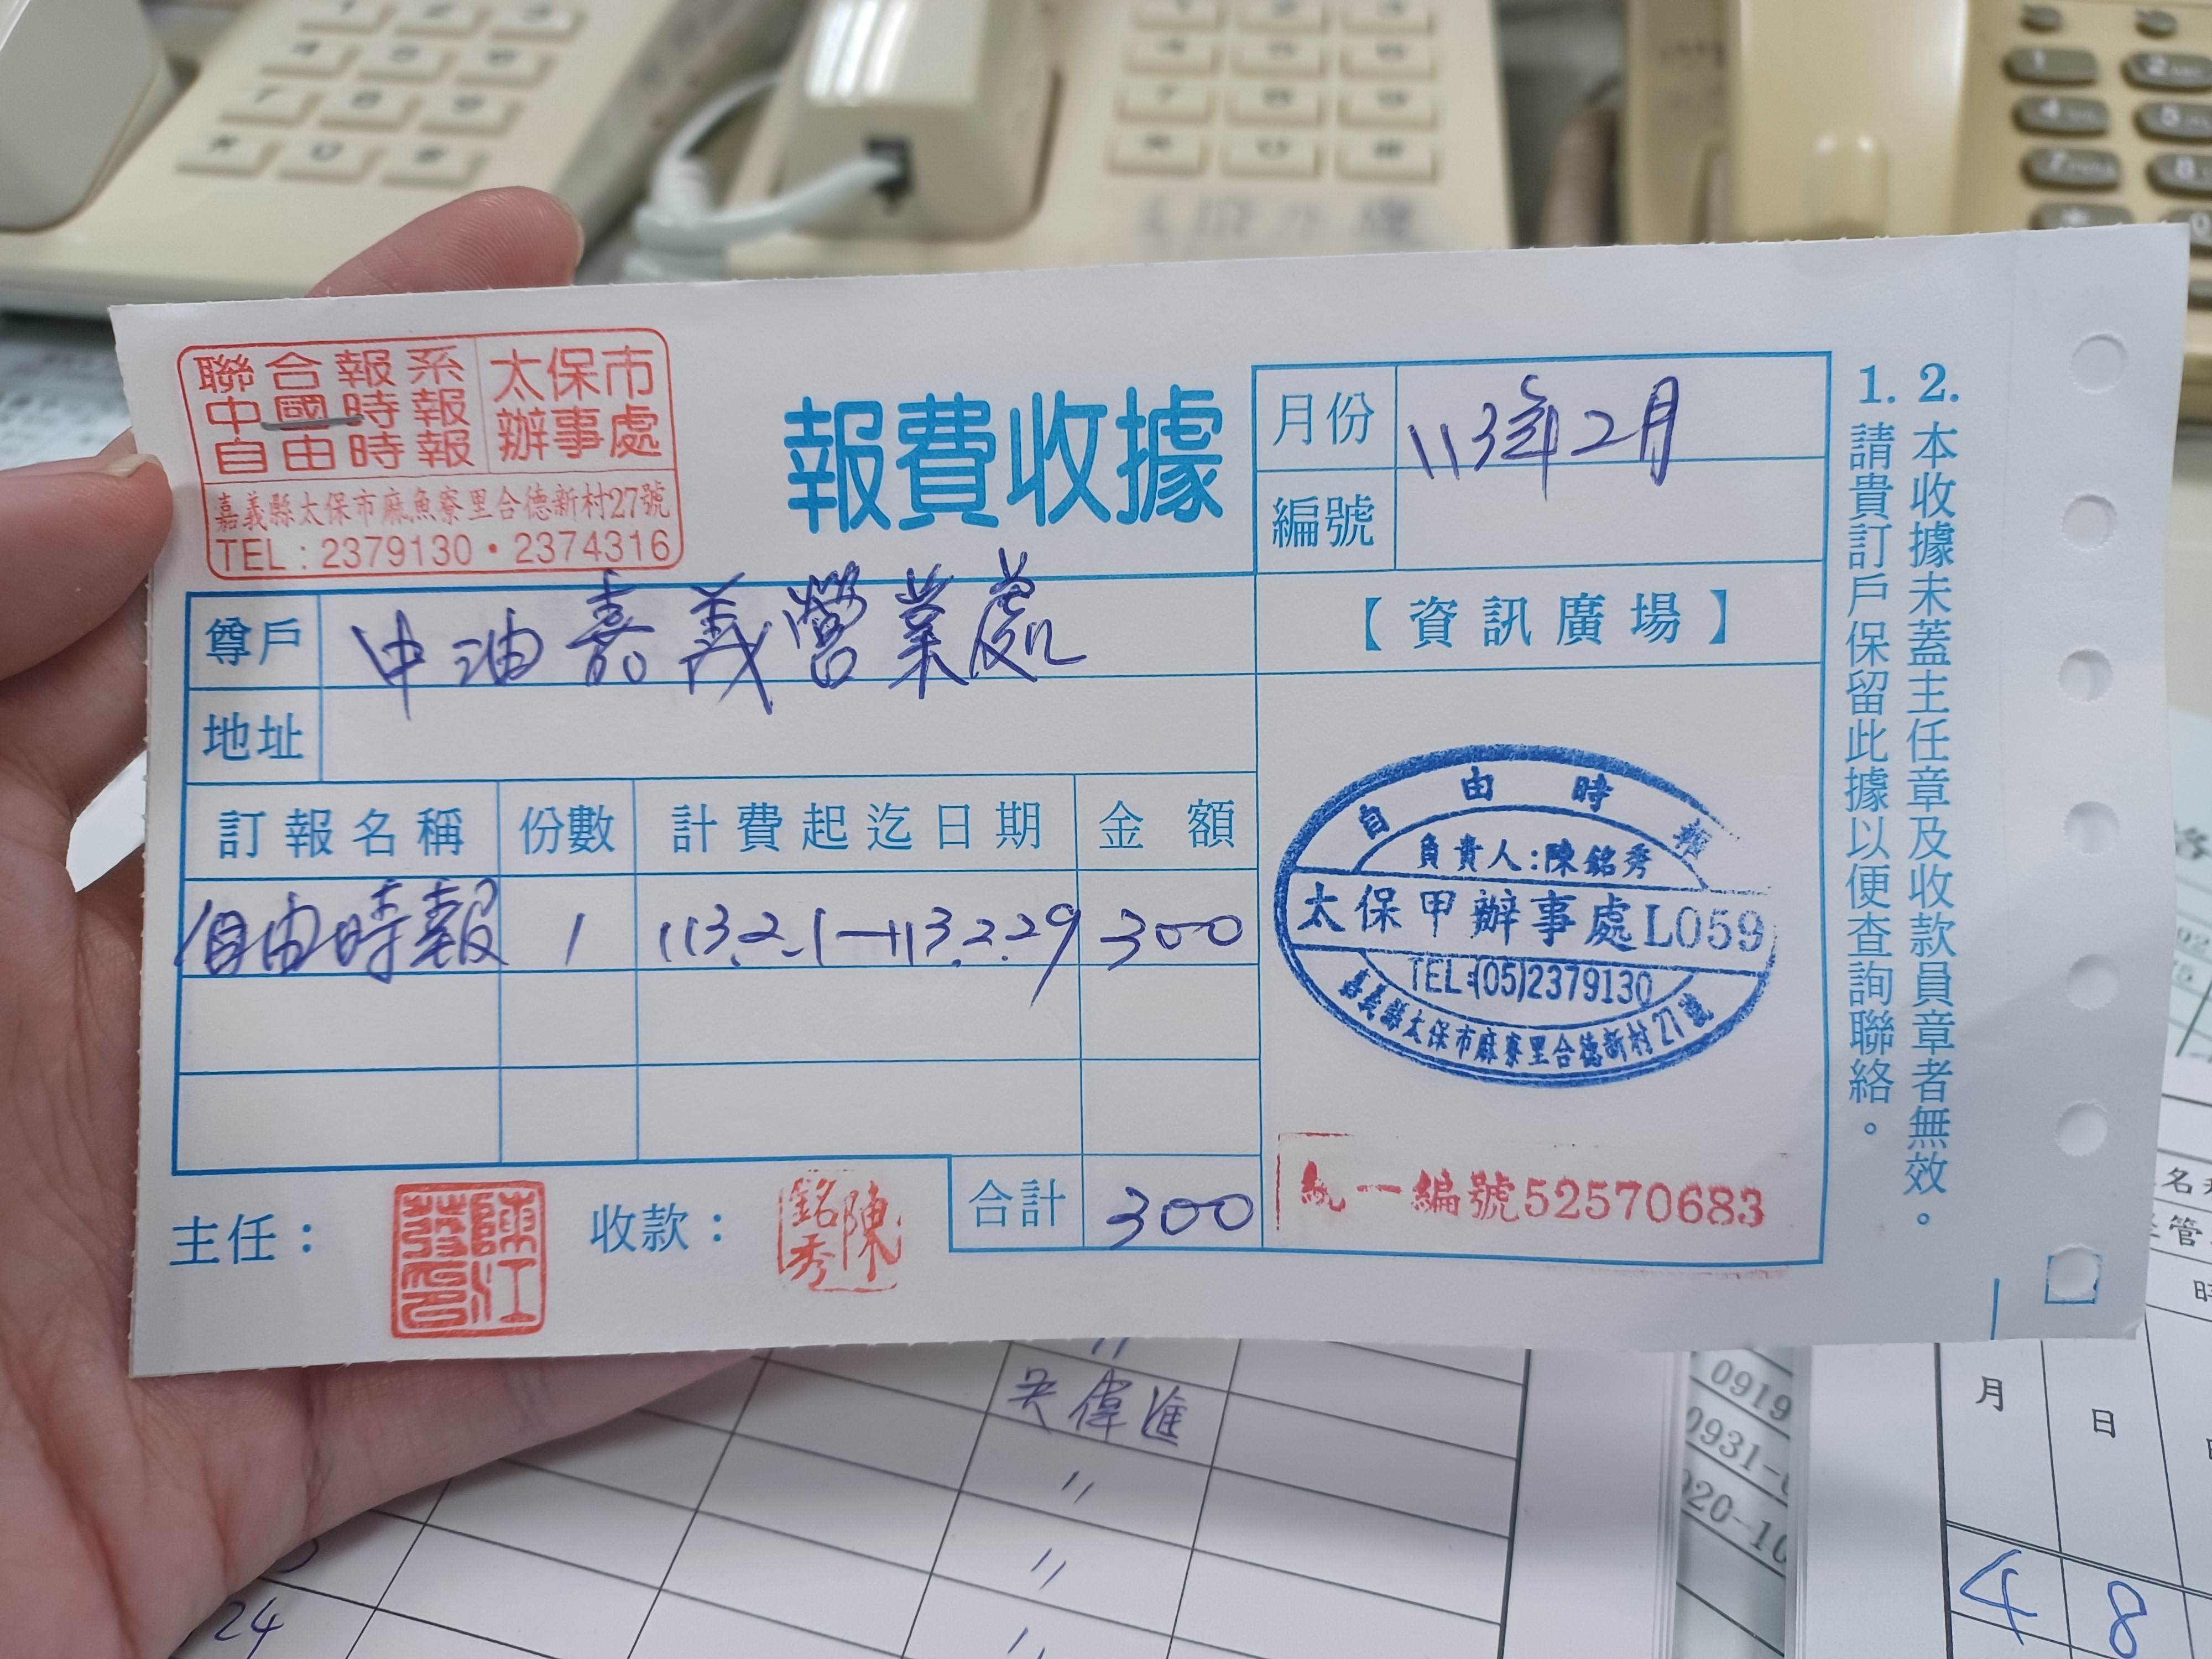 聯合報系
中國時報
自由時報
太保市
辦事處
嘉義縣太保市麻魚寮里合德新村27號
TEL：2379130・2374316
報費收據
月份 113年2月
編號
尊戶 中油嘉義營業處
地址
【資訊廣場】
訂報名稱 份數 計費起迄日期 金額
自由時報 1 113.2.1—113.2.29 300
合計 300
自由時報
負責人:陳銘秀
太保甲辦事處L059
TEL:(05)2379130
嘉義縣太保市麻寮里合德新村27號
統一編號52570683
主任：
收款：
陳銘秀
1.請貴訂戶保留此據以便查詢聯絡。
2.本收據未蓋主任章及收款員章者無效。
〃
〃
〃
〃
24
0919
0931-
020-10
月
日
4
8